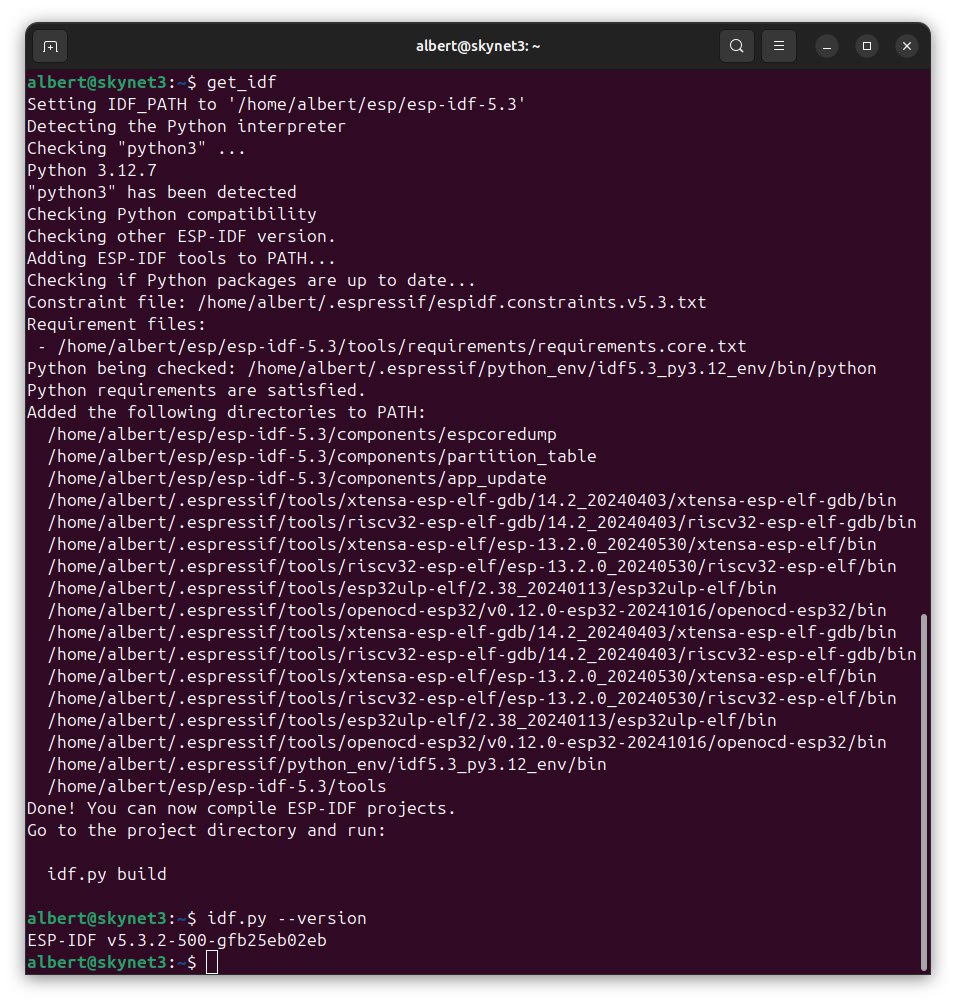 albert@skynet3: ~
albert@skynet3:~$ get_idf
Setting IDF_PATH to '/home/albert/esp/esp-idf-5.3'
Detecting the Python interpreter
Checking "python3" ...
Python 3.12.7
"python3" has been detected
Checking Python compatibility
Checking other ESP-IDF version.
Adding ESP-IDF tools to PATH...
Checking if Python packages are up to date...
Constraint file: /home/albert/.espressif/espidf.constraints.v5.3.txt
Requirement files:
 - /home/albert/esp/esp-idf-5.3/tools/requirements/requirements.core.txt
Python being checked: /home/albert/.espressif/python_env/idf5.3_py3.12_env/bin/python
Python requirements are satisfied.
Added the following directories to PATH:
  /home/albert/esp/esp-idf-5.3/components/espcoredump
  /home/albert/esp/esp-idf-5.3/components/partition_table
  /home/albert/esp/esp-idf-5.3/components/app_update
  /home/albert/.espressif/tools/xtensa-esp-elf-gdb/14.2_20240403/xtensa-esp-elf-gdb/bin
  /home/albert/.espressif/tools/riscv32-esp-elf-gdb/14.2_20240403/riscv32-esp-elf-gdb/bin
  /home/albert/.espressif/tools/xtensa-esp-elf/esp-13.2.0_20240530/xtensa-esp-elf/bin
  /home/albert/.espressif/tools/riscv32-esp-elf/esp-13.2.0_20240530/riscv32-esp-elf/bin
  /home/albert/.espressif/tools/esp32ulp-elf/2.38_20240113/esp32ulp-elf/bin
  /home/albert/.espressif/tools/openocd-esp32/v0.12.0-esp32-20241016/openocd-esp32/bin
  /home/albert/.espressif/tools/xtensa-esp-elf-gdb/14.2_20240403/xtensa-esp-elf-gdb/bin
  /home/albert/.espressif/tools/riscv32-esp-elf-gdb/14.2_20240403/riscv32-esp-elf-gdb/bin
  /home/albert/.espressif/tools/xtensa-esp-elf/esp-13.2.0_20240530/xtensa-esp-elf/bin
  /home/albert/.espressif/tools/riscv32-esp-elf/esp-13.2.0_20240530/riscv32-esp-elf/bin
  /home/albert/.espressif/tools/esp32ulp-elf/2.38_20240113/esp32ulp-elf/bin
  /home/albert/.espressif/tools/openocd-esp32/v0.12.0-esp32-20241016/openocd-esp32/bin
  /home/albert/.espressif/python_env/idf5.3_py3.12_env/bin
  /home/albert/esp/esp-idf-5.3/tools
Done! You can now compile ESP-IDF projects.
Go to the project directory and run:
  idf.py build
albert@skynet3:~$ idf.py --version
ESP-IDF v5.3.2-500-gfb25eb02eb
albert@skynet3:~$